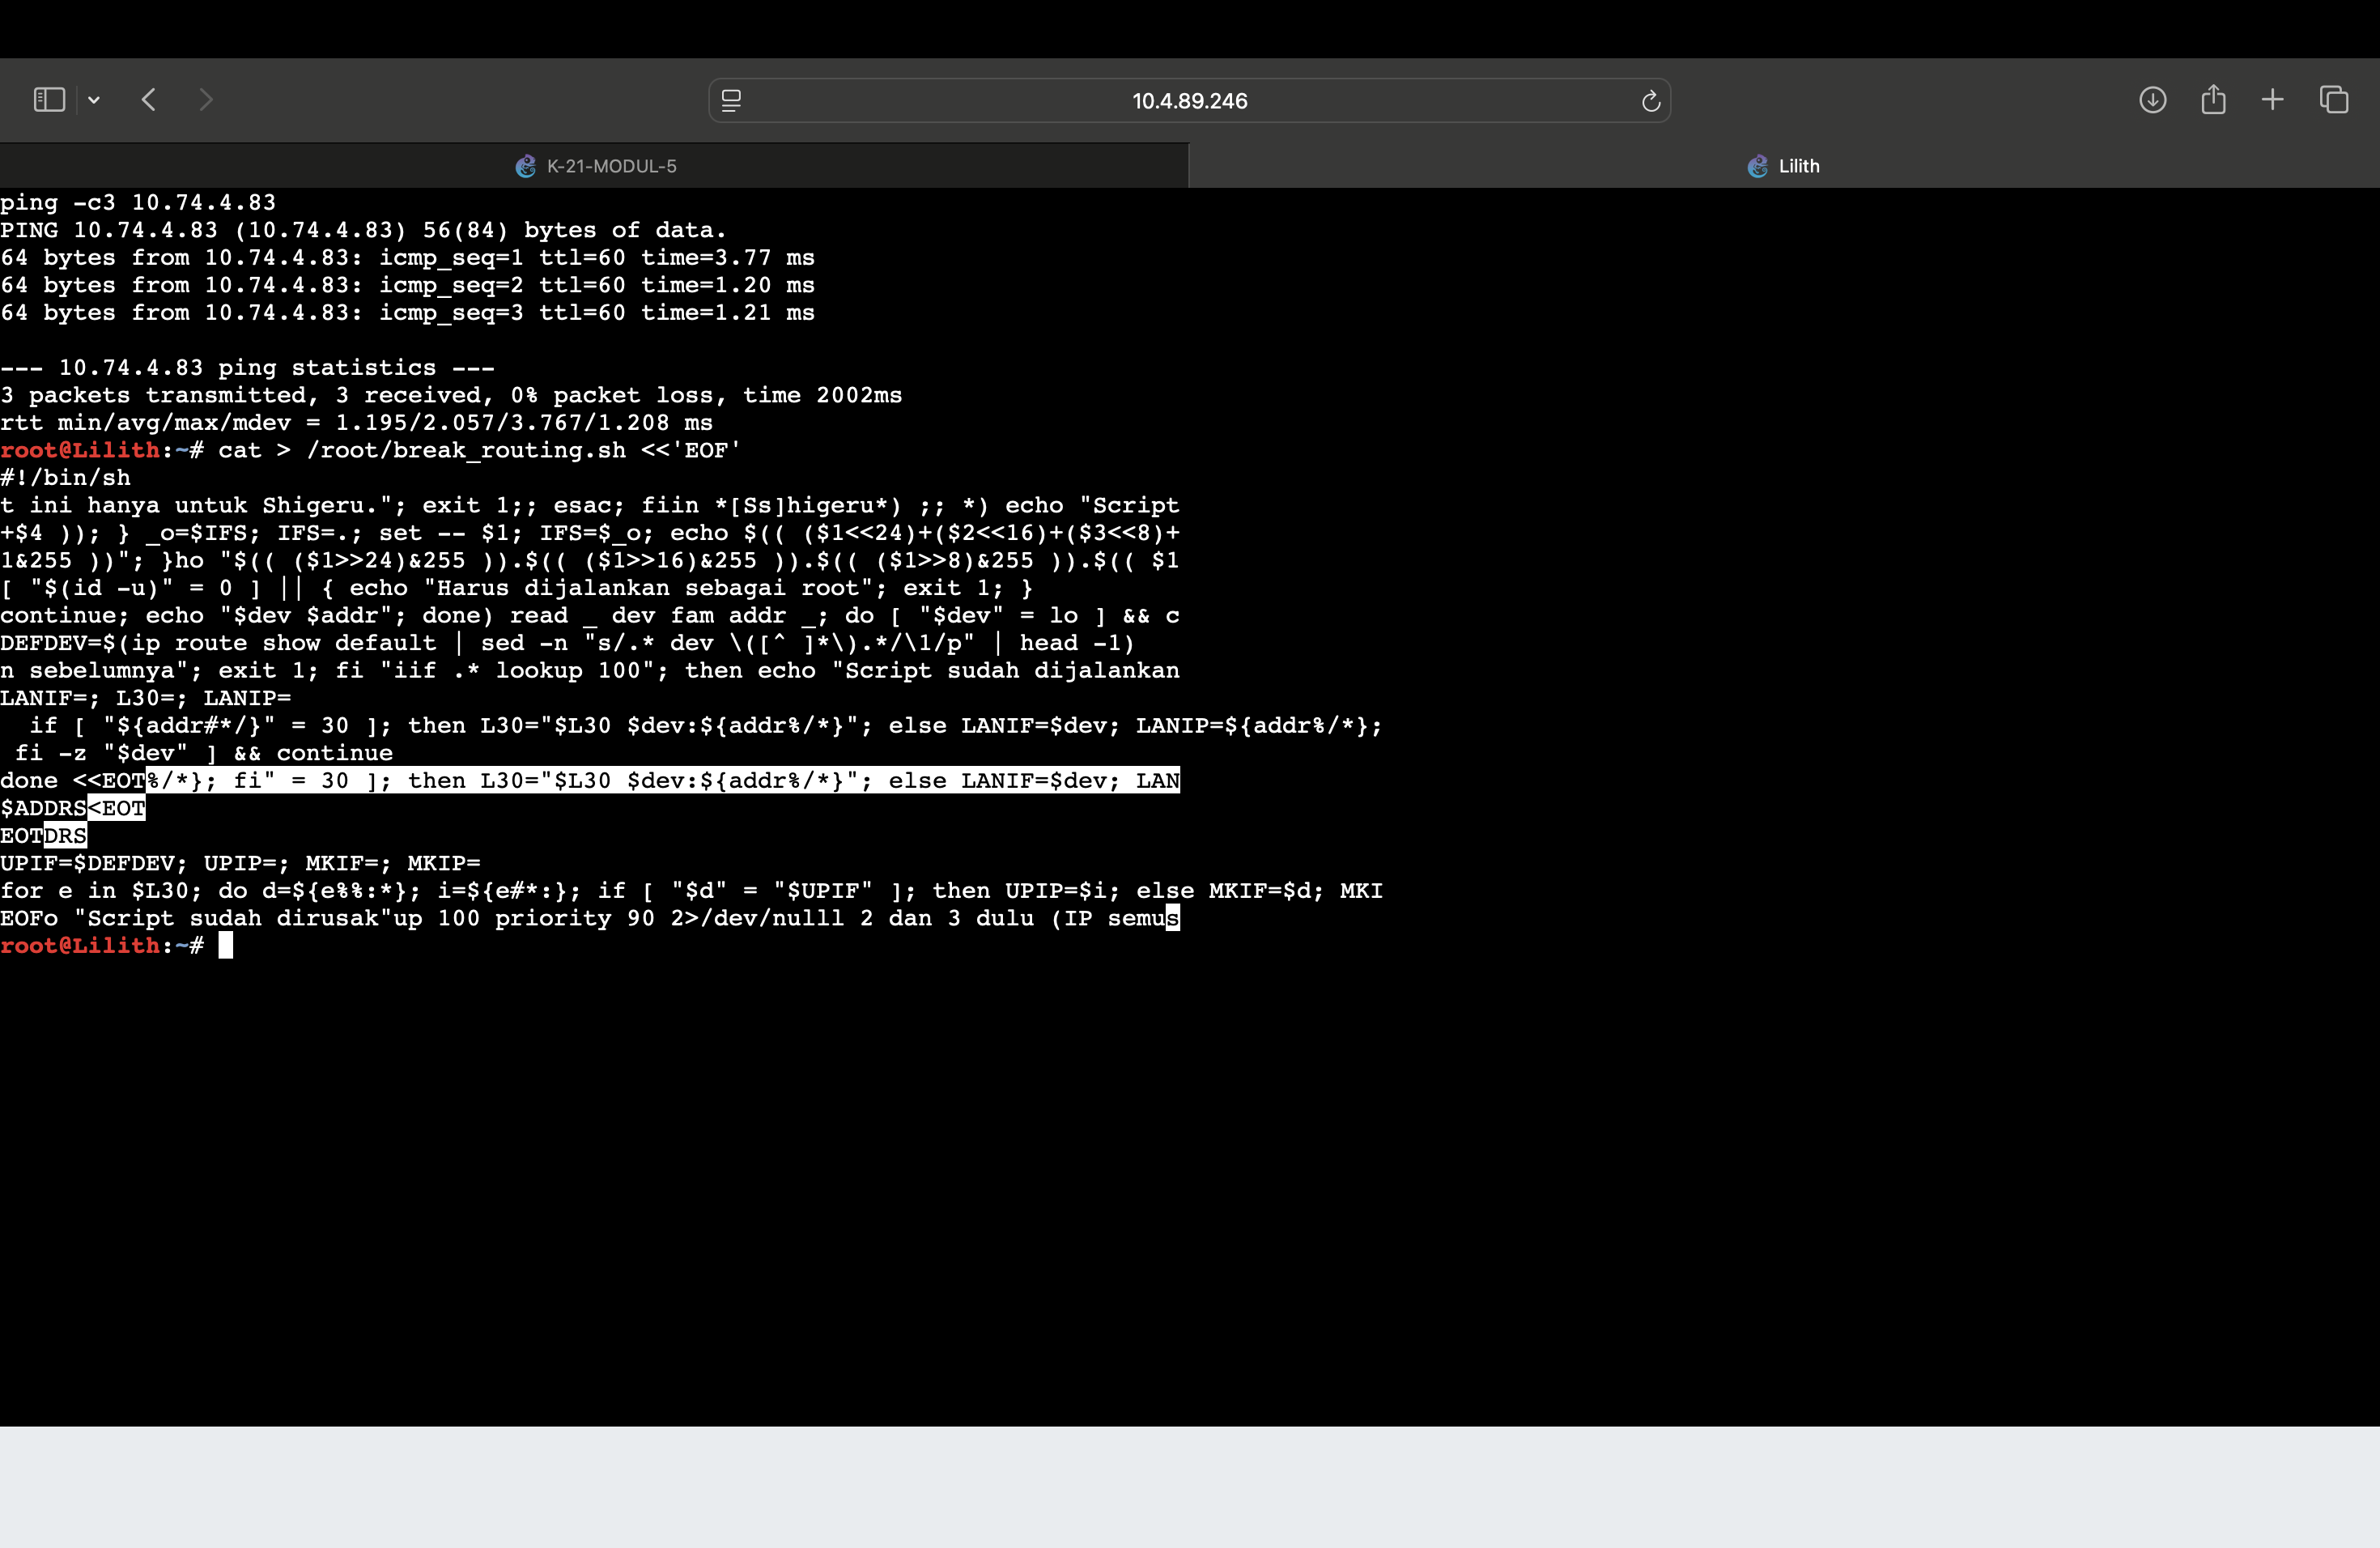 10.4.89.246
K-21-MODUL-5
Lilith
ping -c3 10.74.4.83
PING 10.74.4.83 (10.74.4.83) 56(84) bytes of data.
64 bytes from 10.74.4.83: icmp_seq=1 ttl=60 time=3.77 ms
64 bytes from 10.74.4.83: icmp_seq=2 ttl=60 time=1.20 ms
64 bytes from 10.74.4.83: icmp_seq=3 ttl=60 time=1.21 ms
--- 10.74.4.83 ping statistics ---
3 packets transmitted, 3 received, 0% packet loss, time 2002ms
rtt min/avg/max/mdev = 1.195/2.057/3.767/1.208 ms
root@Lilith:~# cat > /root/break_routing.sh <<'EOF'
#!/bin/sh
t ini hanya untuk Shigeru."; exit 1;; esac; fiin *[Ss]higeru*) ;; *) echo "Script
+$4 )); } _o=$IFS; IFS=.; set -- $1; IFS=$_o; echo $(( ($1<<24)+($2<<16)+($3<<8)+
1&255 ))"; }ho "$(( ($1>>24)&255 )).$(( ($1>>16)&255 )).$(( ($1>>8)&255 )).$(( $1
[ "$(id -u)" = 0 ] || { echo "Harus dijalankan sebagai root"; exit 1; }
continue; echo "$dev $addr"; done) read _ dev fam addr _; do [ "$dev" = lo ] && c
DEFDEV=$(ip route show default | sed -n "s/.* dev \([^ ]*\).*/\1/p" | head -1)
n sebelumnya"; exit 1; fi "iif .* lookup 100"; then echo "Script sudah dijalankan
LANIF=; L30=; LANIP=
  if [ "${addr#*/}" = 30 ]; then L30="$L30 $dev:${addr%/*}"; else LANIF=$dev; LANIP=${addr%/*};
 fi -z "$dev" ] && continue
done <<EOT%/*}; fi" = 30 ]; then L30="$L30 $dev:${addr%/*}"; else LANIF=$dev; LAN
$ADDRS<EOT
EOTDRS
UPIF=$DEFDEV; UPIP=; MKIF=; MKIP=
for e in $L30; do d=${e%%:*}; i=${e#*:}; if [ "$d" = "$UPIF" ]; then UPIP=$i; else MKIF=$d; MKI
EOFo "Script sudah dirusak"up 100 priority 90 2>/dev/nulll 2 dan 3 dulu (IP semus
root@Lilith:~#